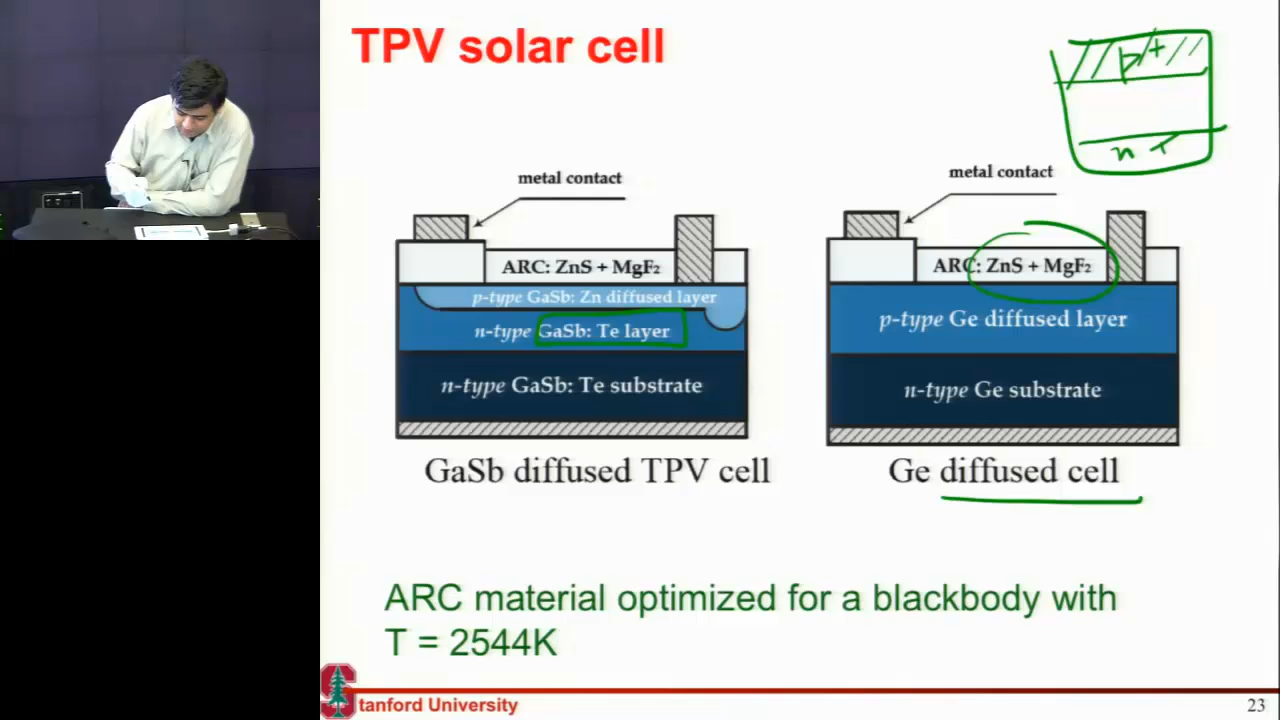 TPV solar cell
p+
n+
metal contact
ARC: ZnS + MgF₂
p-type GaSb: Zn diffused layer
n-type GaSb: Te layer
n-type GaSb: Te substrate
GaSb diffused TPV cell
metal contact
ARC: ZnS + MgF₂
p-type Ge diffused layer
n-type Ge substrate
Ge diffused cell
ARC material optimized for a blackbody with
T = 2544K
Stanford University
23